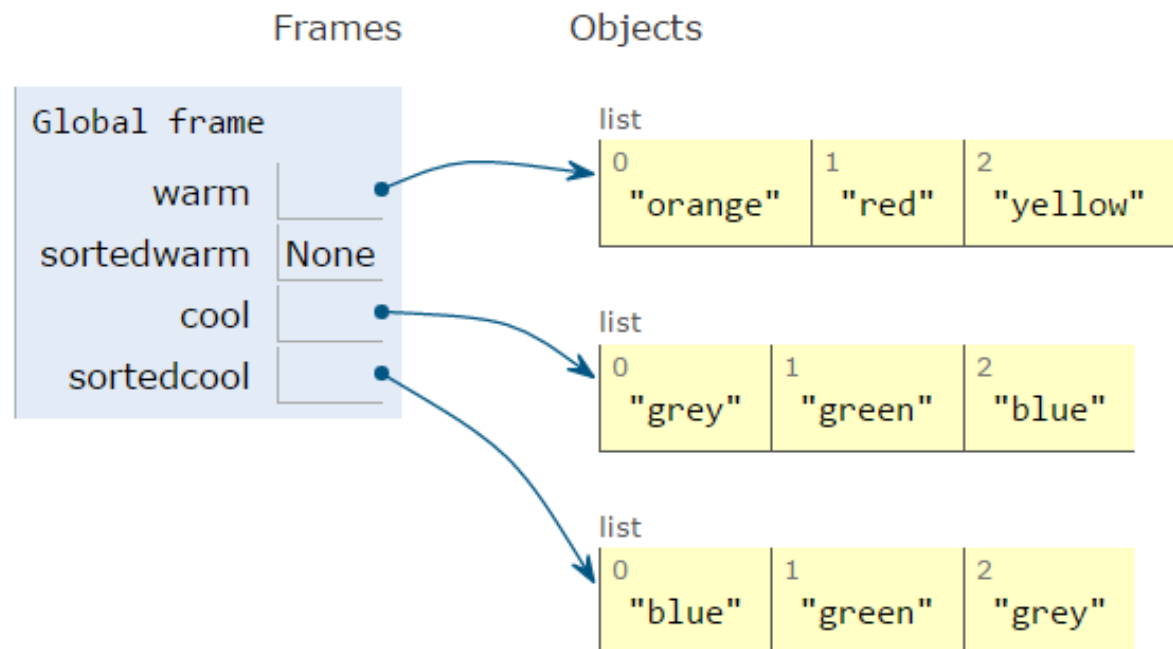 Frames Objects
Global frame
list
0 1 2
warm "orange" "red" "yellow"
sortedwarm None
cool
list
0 1 2
sortedcool
"grey" "green" "blue"
list
0 1 2
"blue" "green" "grey"